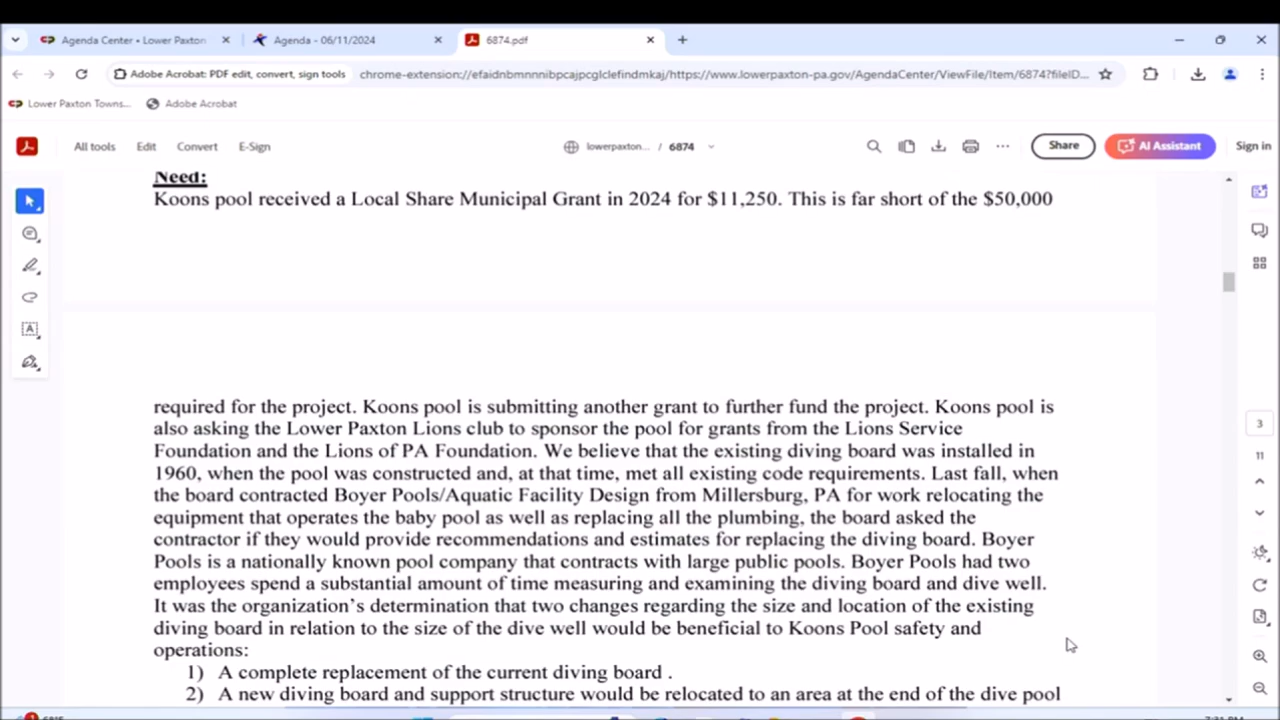 Agenda Center • Lower Paxton
Agenda - 06/11/2024
6874.pdf
Adobe Acrobat: PDF edit, convert, sign tools
chrome-extension://efaidnbmnnnibpcajpcglclefindmkaj/https://www.lowerpaxton-pa.gov/AgendaCenter/ViewFile/Item/6874?fileID...
Lower Paxton Towns...
Adobe Acrobat
All tools
Edit
Convert
E-Sign
lowerpaxton... / 6874
Share
AI Assistant
Sign in
Need:
Koons pool received a Local Share Municipal Grant in 2024 for $11,250. This is far short of the $50,000
required for the project. Koons pool is submitting another grant to further fund the project. Koons pool is
also asking the Lower Paxton Lions club to sponsor the pool for grants from the Lions Service
Foundation and the Lions of PA Foundation. We believe that the existing diving board was installed in
1960, when the pool was constructed and, at that time, met all existing code requirements. Last fall, when
the board contracted Boyer Pools/Aquatic Facility Design from Millersburg, PA for work relocating the
equipment that operates the baby pool as well as replacing all the plumbing, the board asked the
contractor if they would provide recommendations and estimates for replacing the diving board. Boyer
Pools is a nationally known pool company that contracts with large public pools. Boyer Pools had two
employees spend a substantial amount of time measuring and examining the diving board and dive well.
It was the organization’s determination that two changes regarding the size and location of the existing
diving board in relation to the size of the dive well would be beneficial to Koons Pool safety and
operations:
1) A complete replacement of the current diving board .
2) A new diving board and support structure would be relocated to an area at the end of the dive pool
3
11